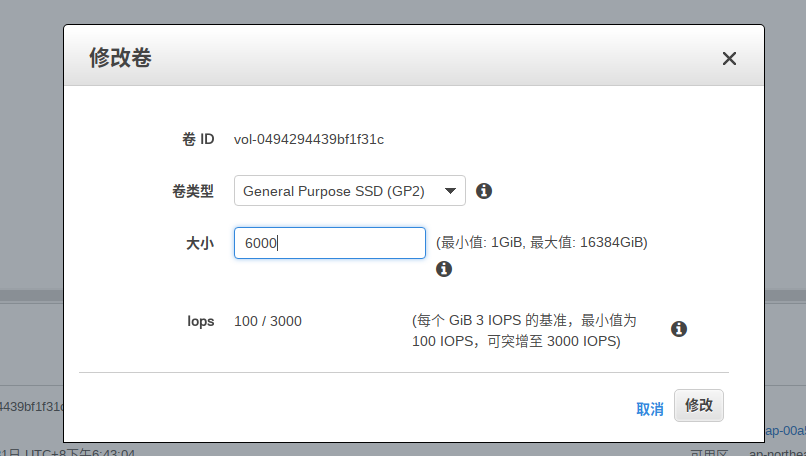 修改卷
卷 ID vol-0494294439bf1f31c
卷类型 General Purpose SSD (GP2)
大小 6000 (最小值: 1GiB, 最大值: 16384GiB)
Iops 100 / 3000 (每个 GiB 3 IOPS 的基准，最小值为
100 IOPS，可突增至 3000 IOPS)
取消 修改
4439bf1f31c
ap-00a5
1日 UTC+8下午6:43:04 可用区 ap-northea